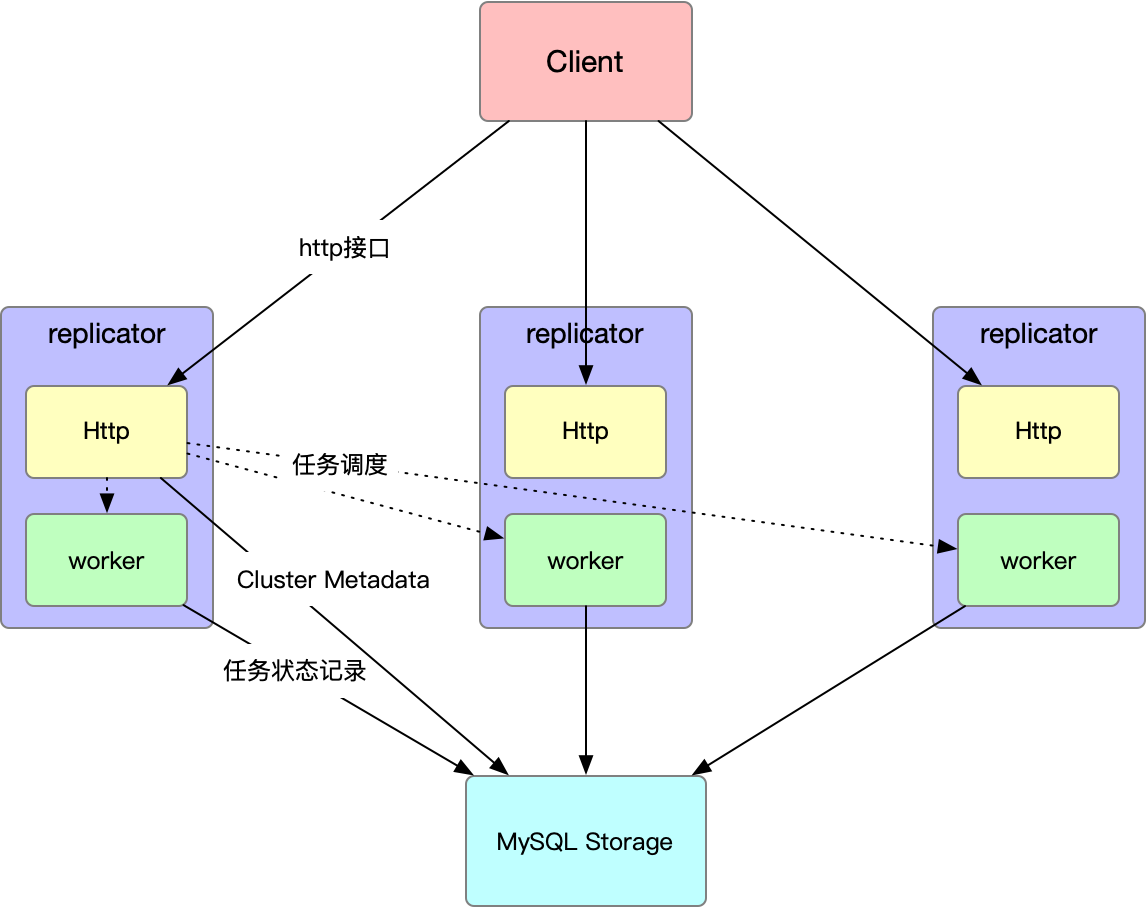 Client
http接口
replicator
replicator
replicator
Http
Http
Http
任务调度
worker
worker
worker
Cluster Metadata
任务状态记录
MySQL Storage